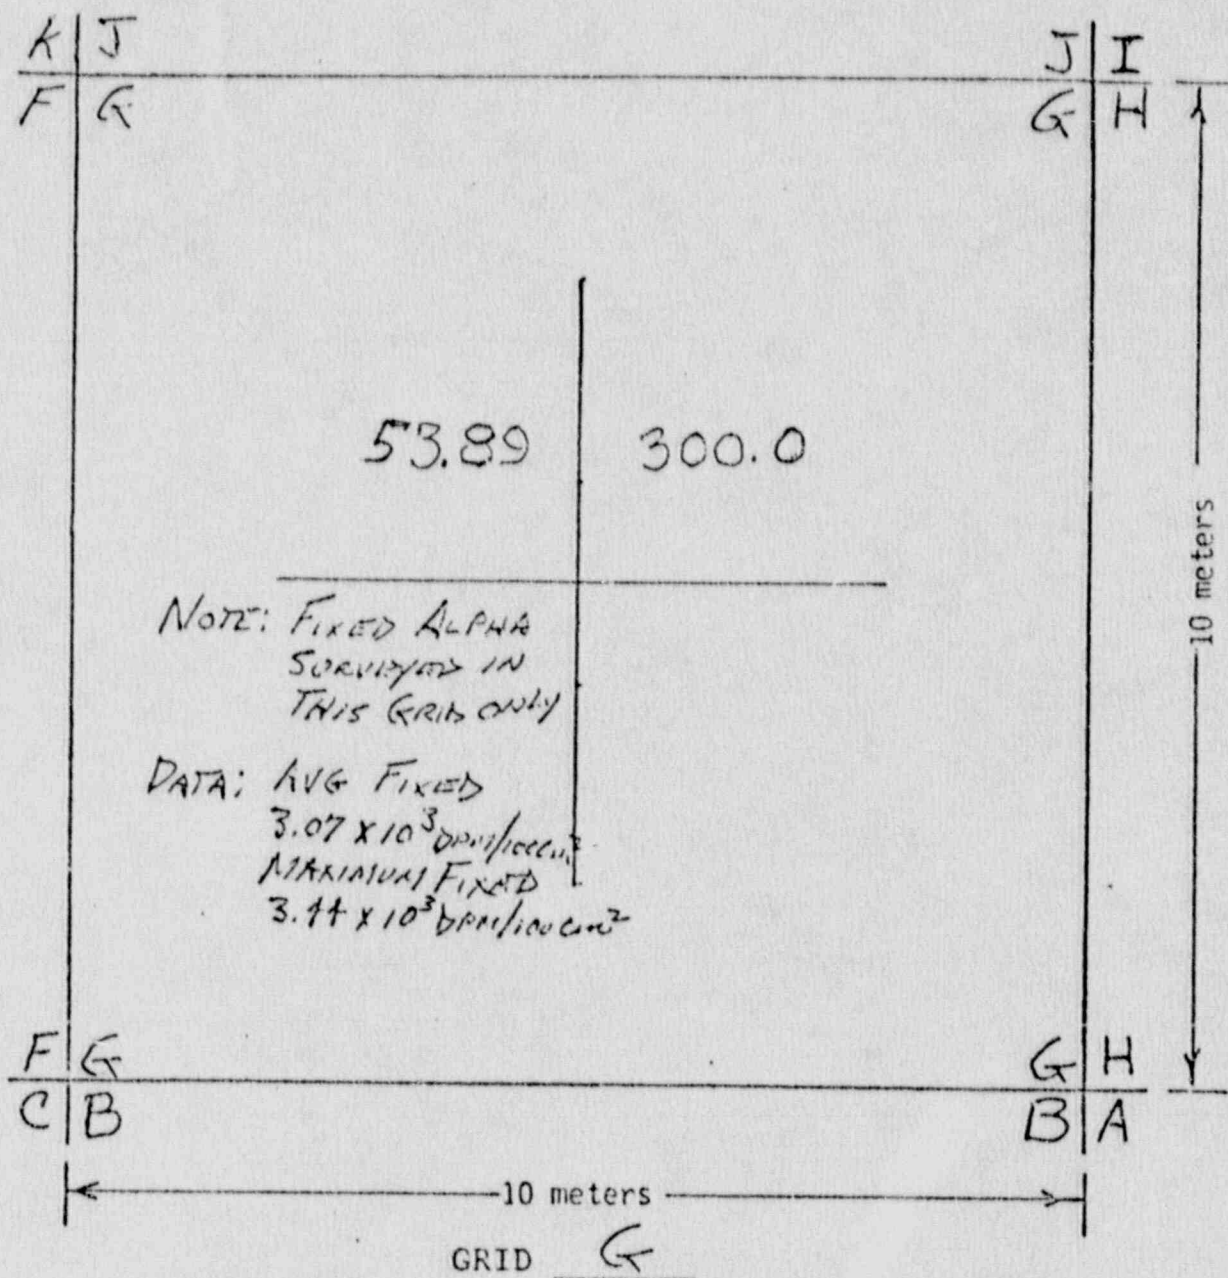 K J
J I
F G
G H
53.89 300.0
10 meters
NOTE: FIXED ALPHA
SURVEYED IN
THIS GRID ONLY
DATA: AVG FIXED
3.07 x 10³ DPM/100cm²
MAXIMUM FIXED
3.44 x 10³ DPM/100cm²
F G
G H
C B
B A
10 meters
GRID G